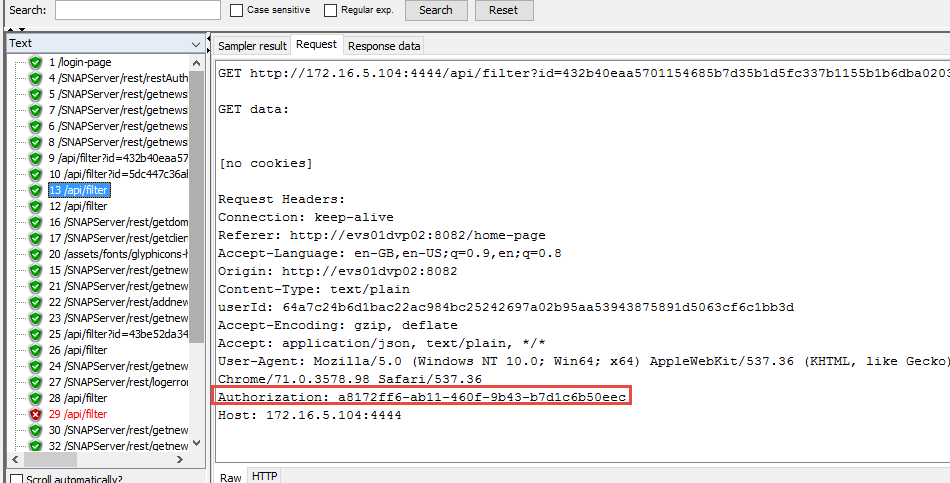 Search:
Case sensitive
Regular exp.
Search
Reset
Text
1 /login-page
4 /SNAPServer/rest/restAuth
5 /SNAPServer/rest/getnews
7 /SNAPServer/rest/getnews
6 /SNAPServer/rest/getnews
8 /SNAPServer/rest/getnews
9 /api/filter?id=432b40eaa57
10 /api/filter?id=5dc447c36al
13 /api/filter
12 /api/filter
16 /SNAPServer/rest/getdom
17 /SNAPServer/rest/getclien
20 /assets/fonts/glyphicons-h
15 /SNAPServer/rest/getnew
21 /SNAPServer/rest/getnew
22 /SNAPServer/rest/addnew
23 /SNAPServer/rest/getnew
25 /api/filter?id=43be52da34
26 /api/filter
24 /SNAPServer/rest/getnew
27 /SNAPServer/rest/logerror
28 /api/filter
29 /api/filter
30 /SNAPServer/rest/getnew
32 /SNAPServer/rest/getnew
Scroll automatically?
Sampler result
Request
Response data
GET http://172.16.5.104:4444/api/filter?id=432b40eaa5701154685b7d35b1d5fc337b1155b1b6dba0203
GET data:
[no cookies]
Request Headers:
Connection: keep-alive
Referer: http://evs01dvp02:8082/home-page
Accept-Language: en-GB,en-US;q=0.9,en;q=0.8
Origin: http://evs01dvp02:8082
Content-Type: text/plain
userId: 64a7c24b6d1bac22ac984bc25242697a02b95aa53943875891d5063cf6c1bb3d
Accept-Encoding: gzip, deflate
Accept: application/json, text/plain, */*
User-Agent: Mozilla/5.0 (Windows NT 10.0; Win64; x64) AppleWebKit/537.36 (KHTML, like Gecko)
Chrome/71.0.3578.98 Safari/537.36
Authorization: a8172ff6-ab11-460f-9b43-b7d1c6b50eec
Host: 172.16.5.104:4444
Raw
HTTP